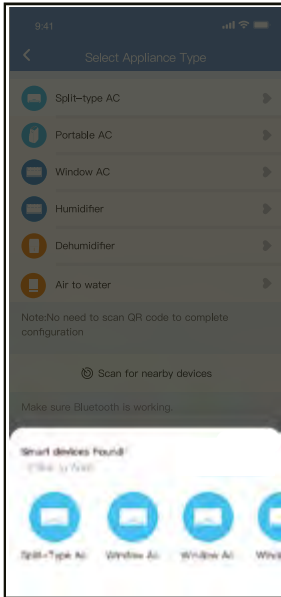 9:41
Select Appliance Type
Split-type AC
Portable AC
Window AC
Humidifier
Dehumidifier
Air to water
Note:No need to scan QR code to complete
configuration
Scan for nearby devices
Make sure Bluetooth is working.
Smart devices Found
Split-Type Ac Window Ac Window Ac Wind